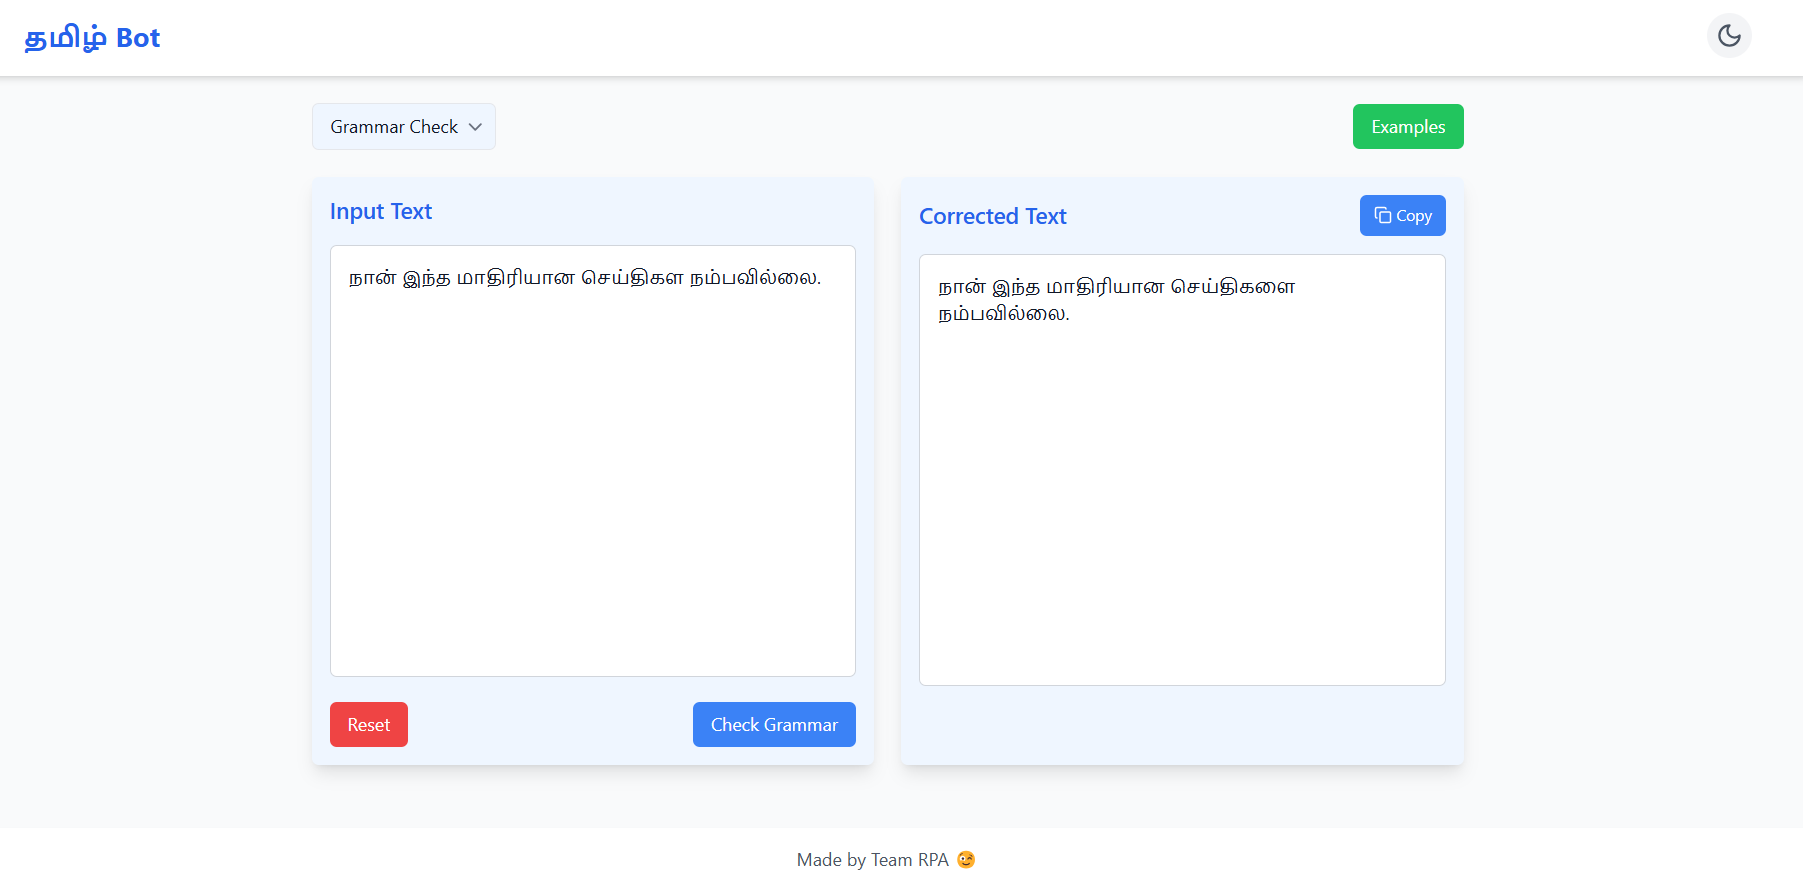 தமிழ் Bot
Grammar Check
Examples
Input Text
நான் இந்த மாதிரியான செய்திகள நம்பவில்லை.
Reset
Check Grammar
Corrected Text
Copy
நான் இந்த மாதிரியான செய்திகளை
நம்பவில்லை.
Made by Team RPA 😉